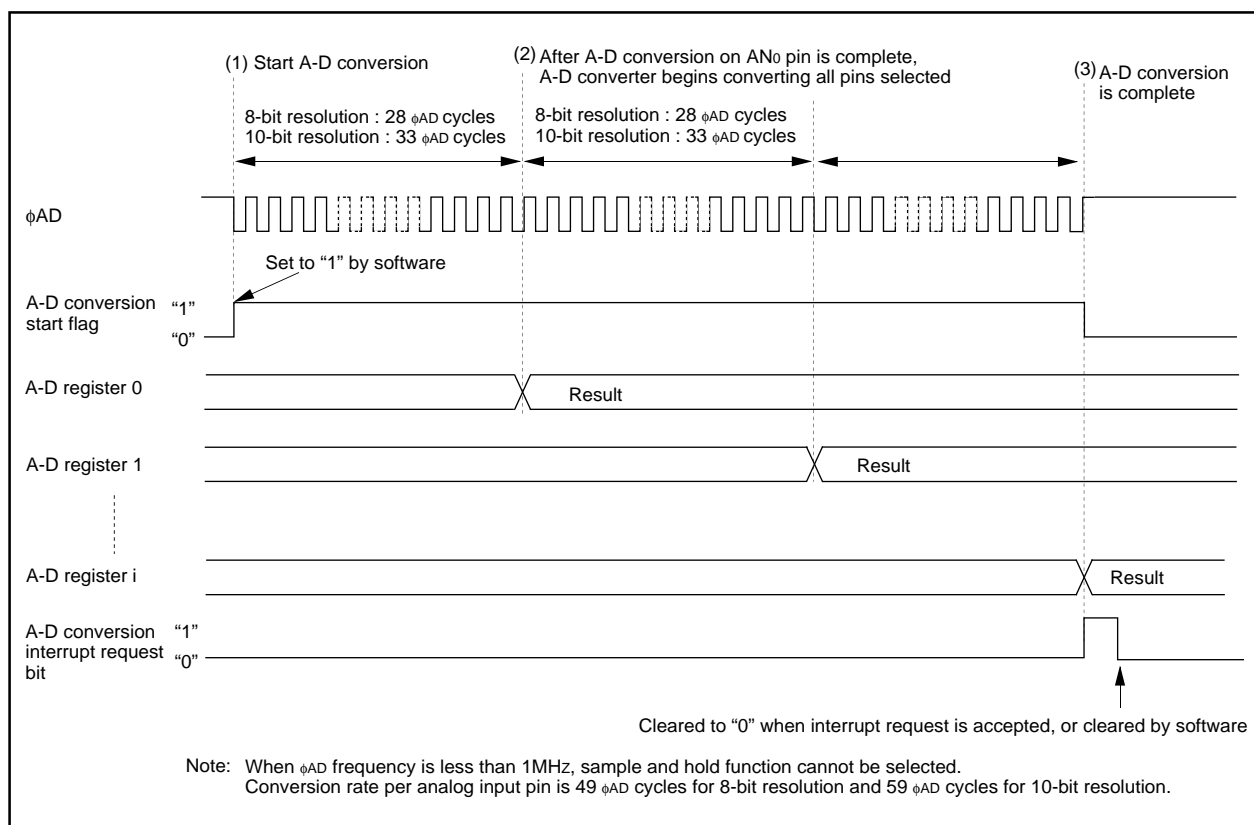 (1) Start A-D conversion
(2) After A-D conversion on AN0 pin is complete,
A-D converter begins converting all pins selected
(3) A-D conversion
is complete
8-bit resolution : 28 ϕAD cycles
10-bit resolution : 33 ϕAD cycles
8-bit resolution : 28 ϕAD cycles
10-bit resolution : 33 ϕAD cycles
ϕAD
Set to “1” by software
A-D conversion
start flag
“1”
“0”
A-D register 0
Result
A-D register 1
Result
A-D register i
Result
A-D conversion
interrupt request
bit
“1”
“0”
Cleared to “0” when interrupt request is accepted, or cleared by software
Note: When ϕAD frequency is less than 1MHz, sample and hold function cannot be selected.
Conversion rate per analog input pin is 49 ϕAD cycles for 8-bit resolution and 59 ϕAD cycles for 10-bit resolution.